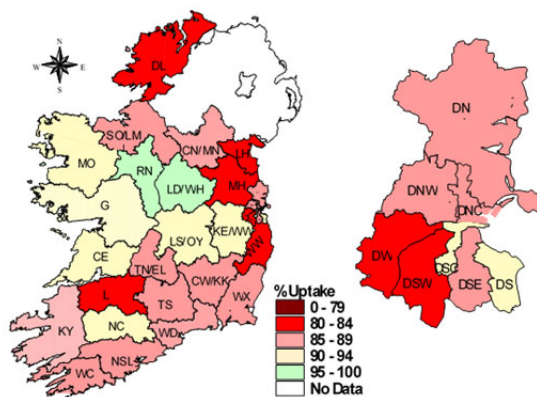 N
W E
S
DL
SO/LM
CN/MN
LH
MO
RN
LD/WH
MH
G
LS/OY
KE/WW
WW
CE
TN/EL
L
CW/KK
TS
WX
KY
NC
WD
NSL
WC
DN
DNW
DNC
DW
DSW
DSC
DSE
DS
%Uptake
0 - 79
80 - 84
85 - 89
90 - 94
95 - 100
No Data